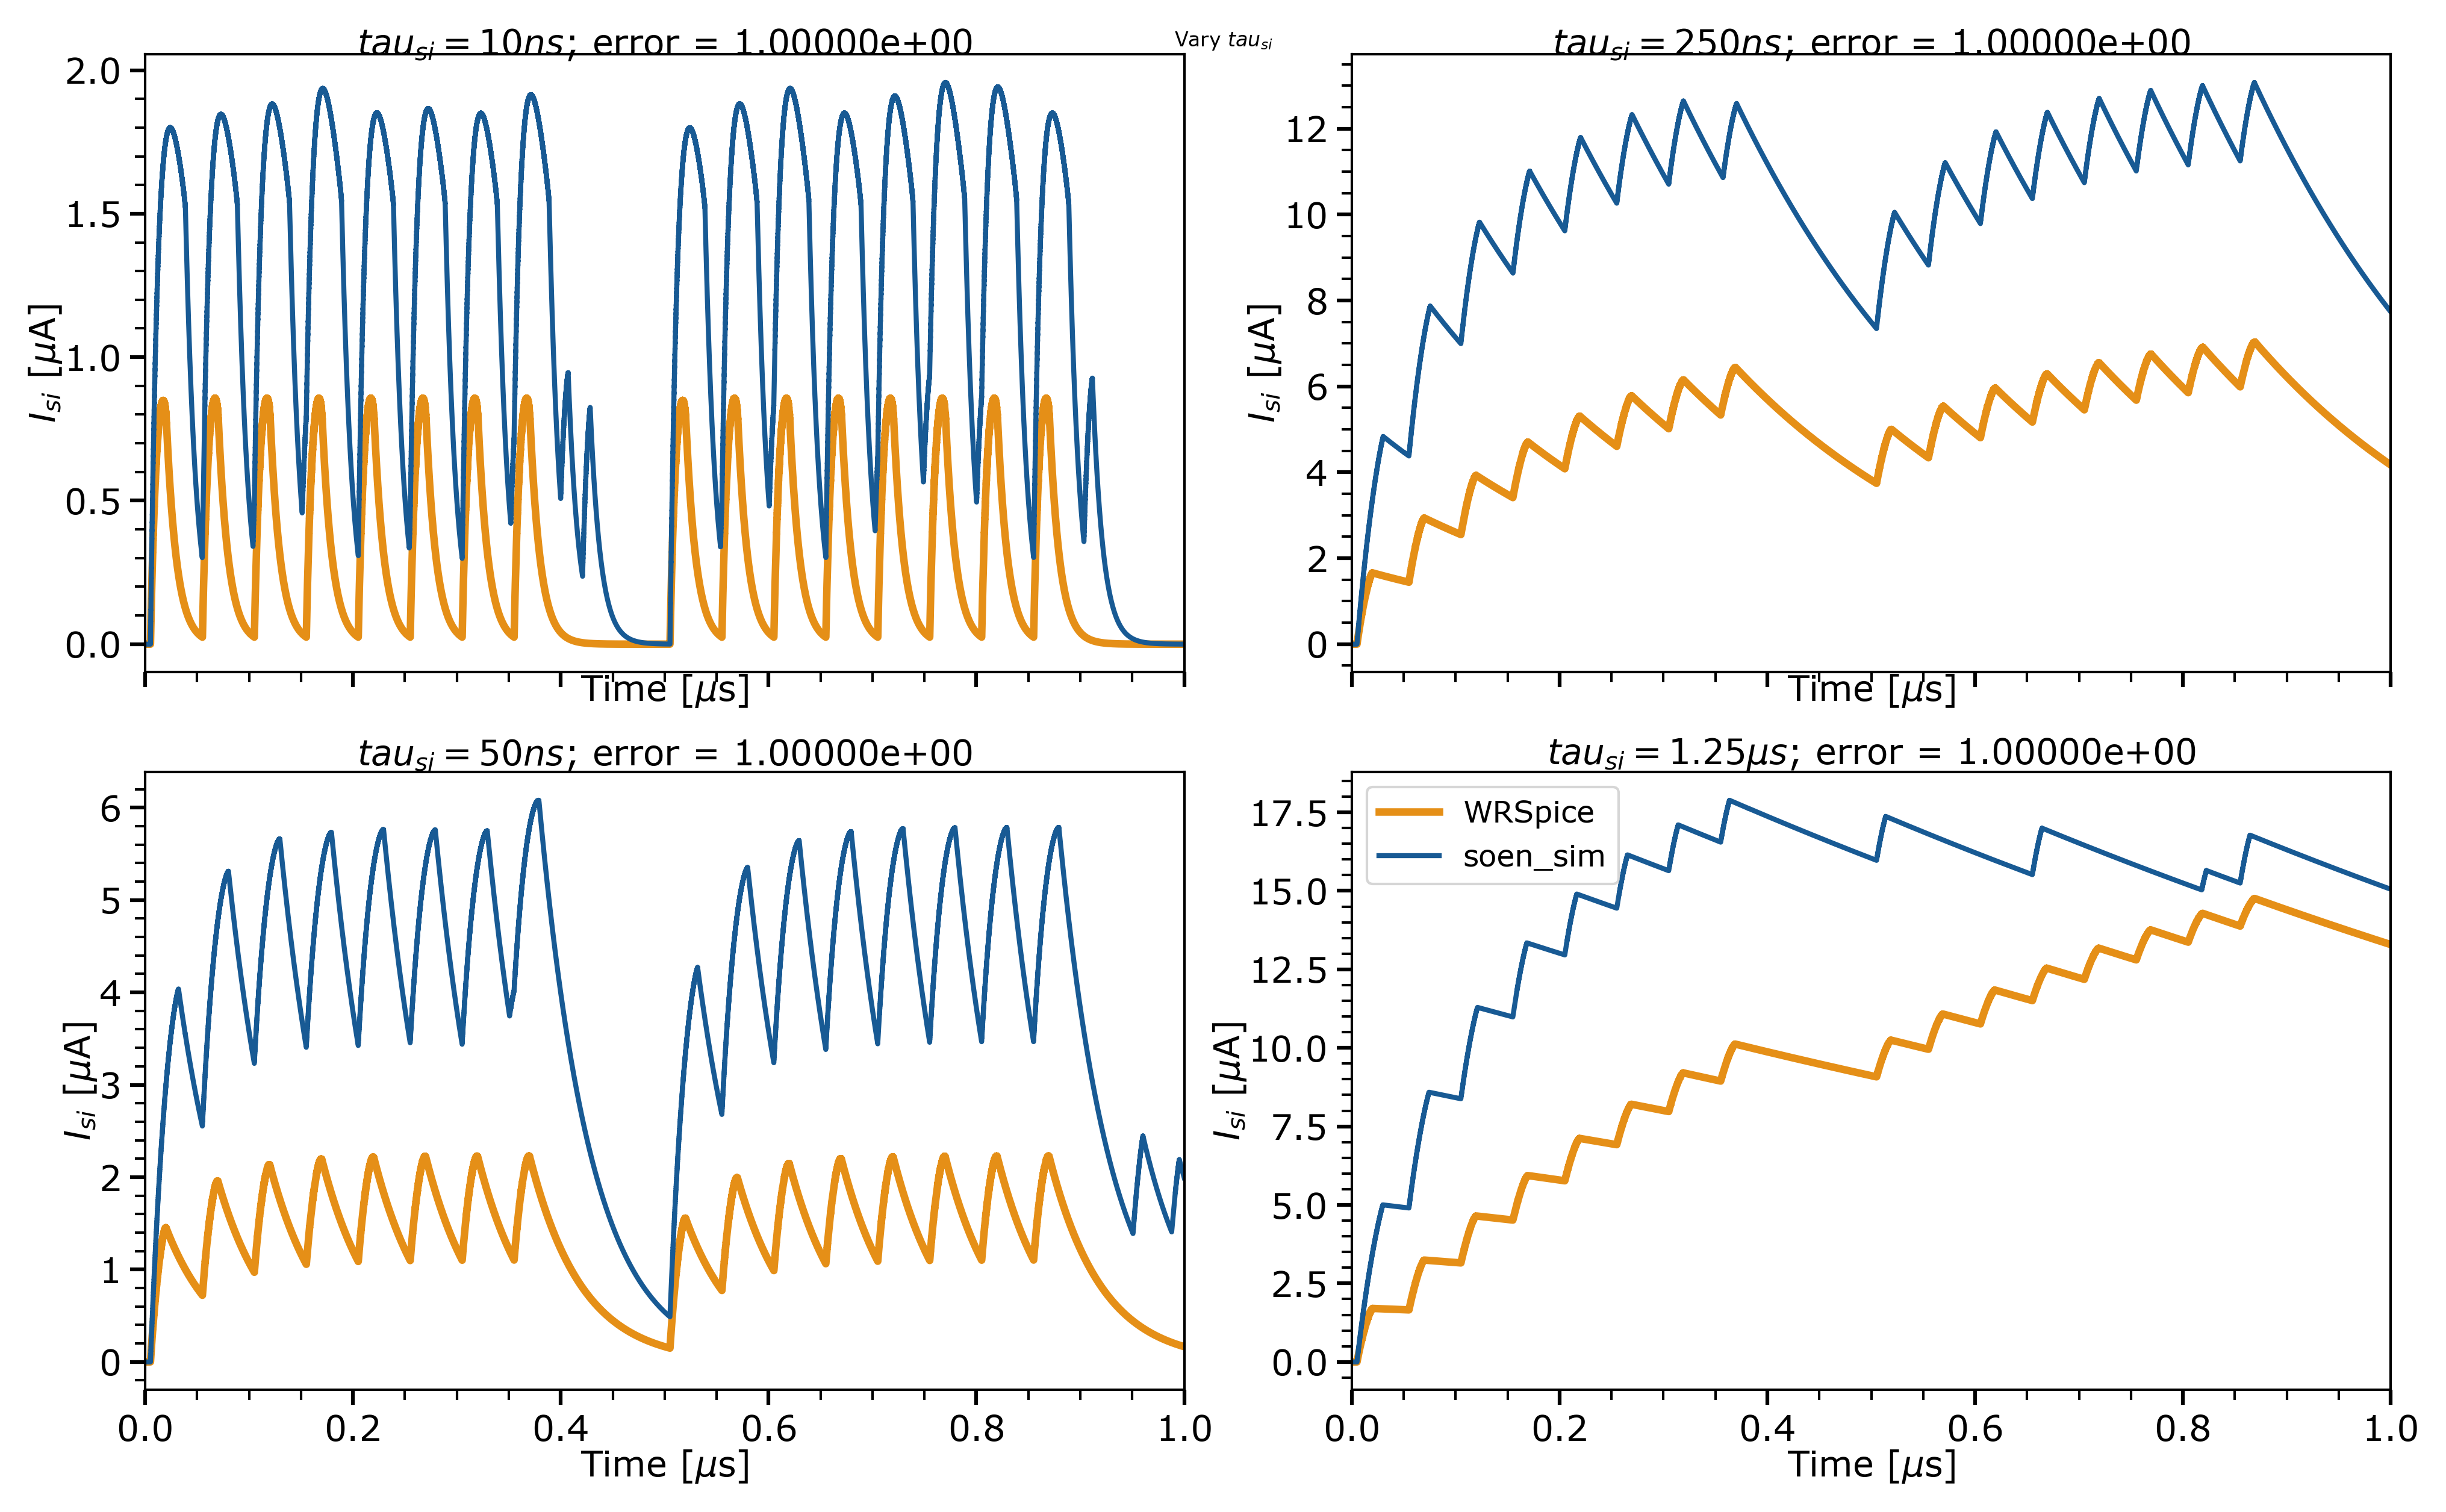 Vary tau_si
tau_si = 10ns; error = 1.00000e+00
2.0
1.5
1.0
0.5
0.0
I_si [μA]
Time [μs]
tau_si = 250ns; error = 1.00000e+00
12
10
8
6
4
2
0
I_si [μA]
Time [μs]
tau_si = 50ns; error = 1.00000e+00
6
5
4
3
2
1
0
I_si [μA]
0.0 0.2 0.4 0.6 0.8 1.0
Time [μs]
tau_si = 1.25μs; error = 1.00000e+00
WRSpice
soen_sim
17.5
15.0
12.5
10.0
7.5
5.0
2.5
0.0
I_si [μA]
0.0 0.2 0.4 0.6 0.8 1.0
Time [μs]